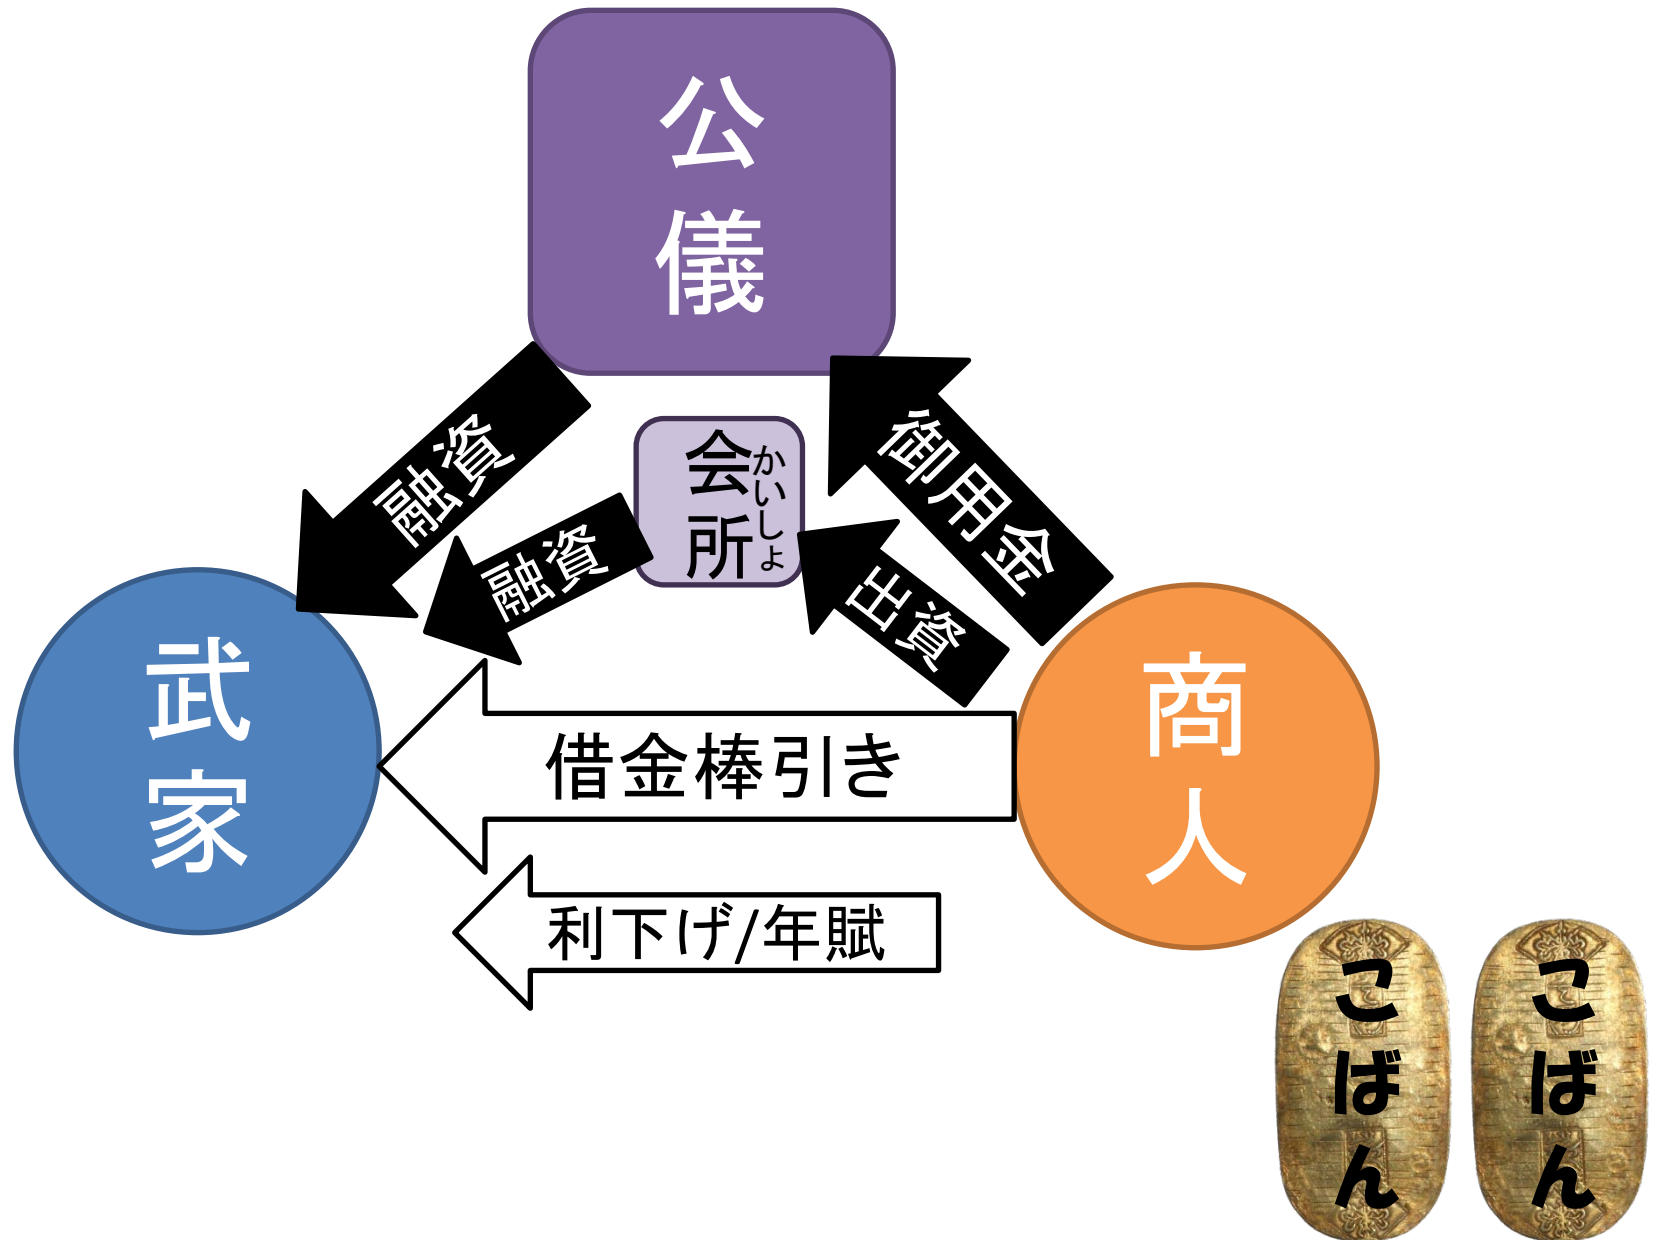 公儀
融資
御用金
会所
かいしょ
融資
出資
武家
商人
借金棒引き
利下げ/年賦
こばん
こばん